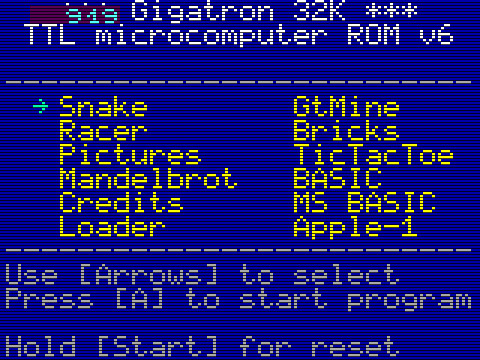 919 Gigatron 32K ***
TTL microcomputer ROM v6
→ Snake GtMine
Racer Bricks
Pictures TicTacToe
Mandelbrot BASIC
Credits MS BASIC
Loader Apple-1
Use [Arrows] to select
Press [A] to start program
Hold [Start] for reset